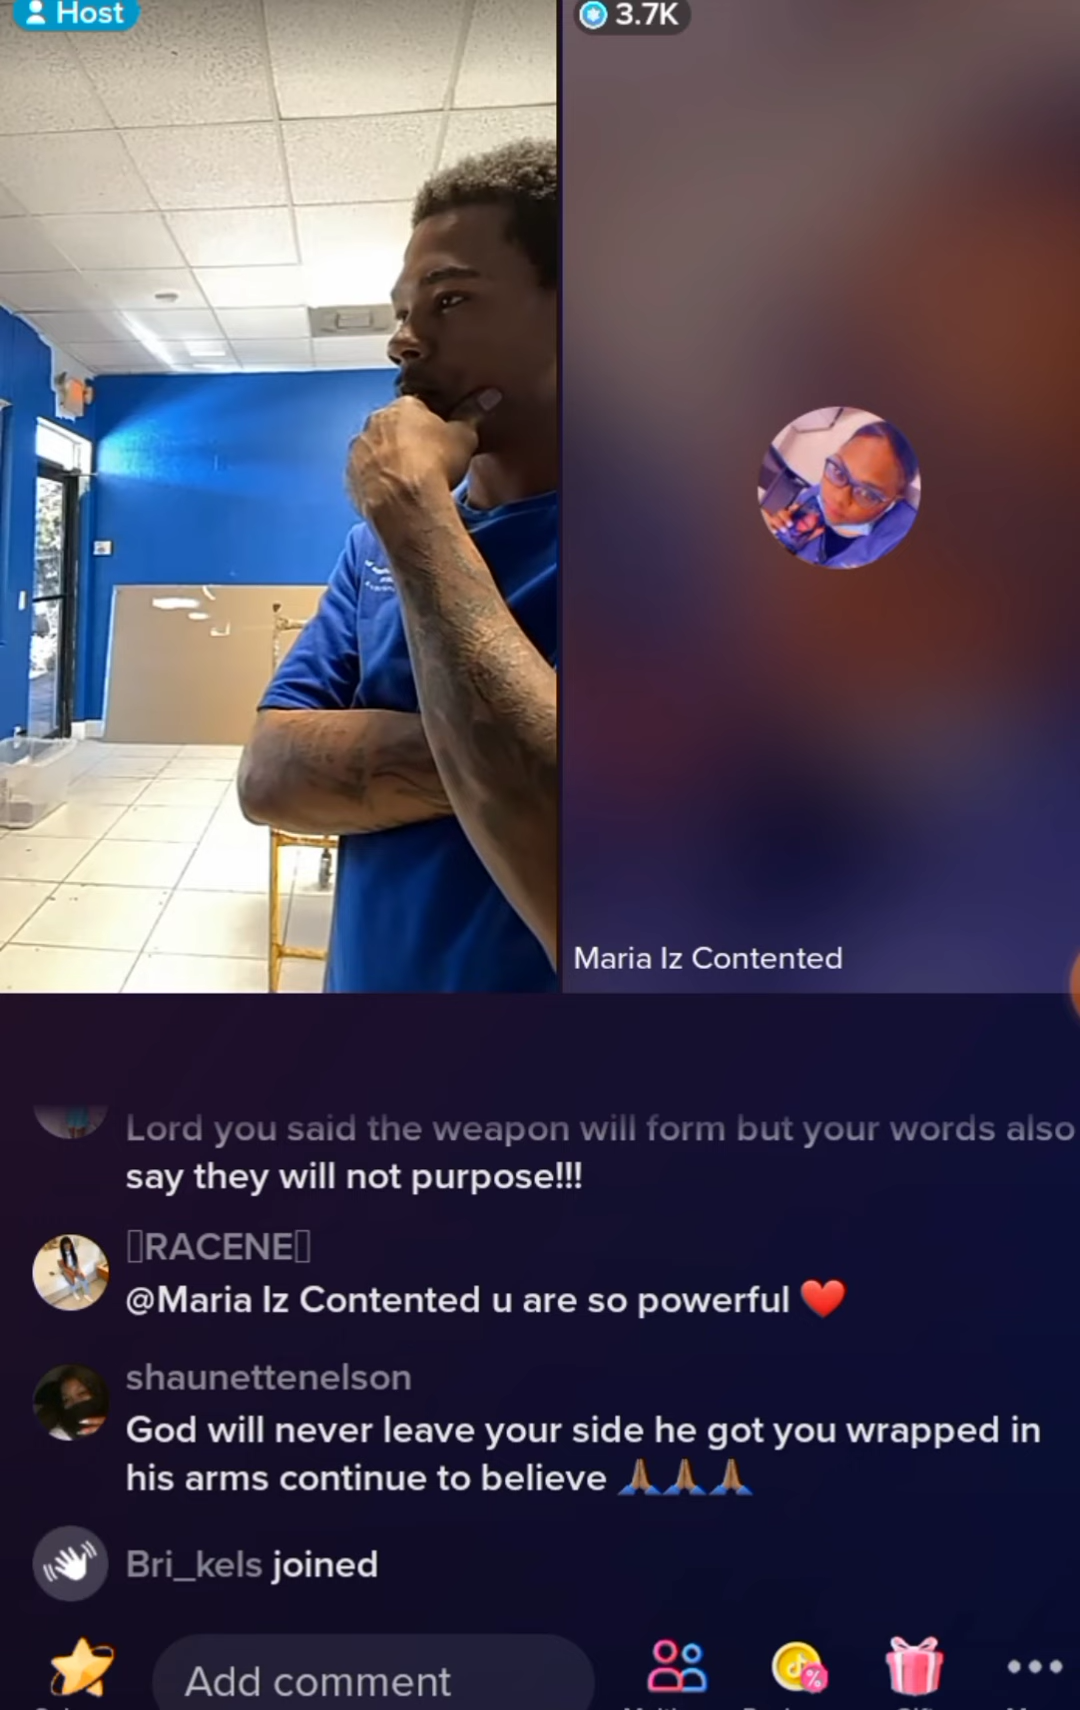 Host
3.7K
Maria Iz Contented
Lord you said the weapon will form but your words also
say they will not purpose!!!
RACENE
@Maria Iz Contented u are so powerful ❤️
shaunettenelson
God will never leave your side he got you wrapped in
his arms continue to believe 🙏🏾🙏🏾🙏🏾
Bri_kels joined
Add comment